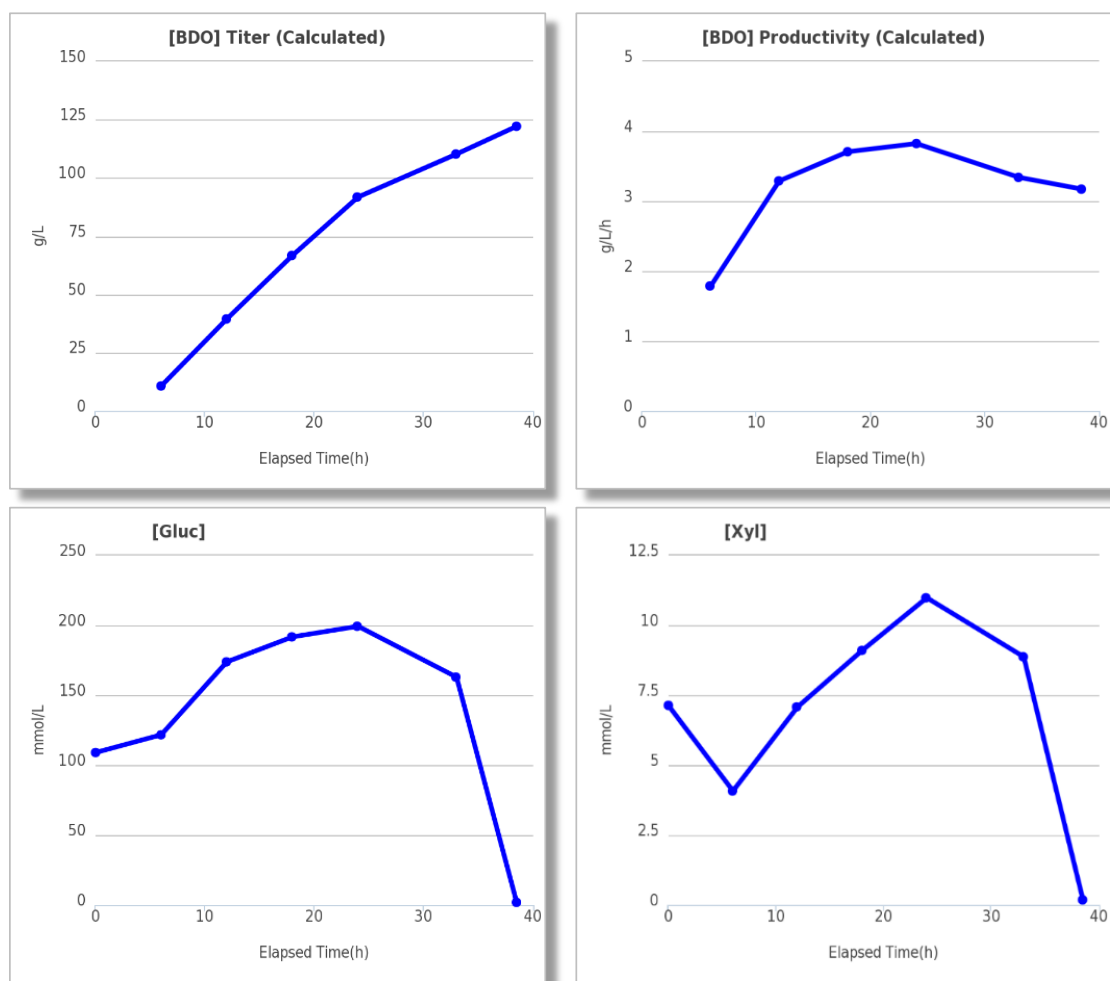 [BDO] Titer (Calculated)
150
125
100
75
50
25
0
g/L
0 10 20 30 40
Elapsed Time(h)
[BDO] Productivity (Calculated)
5
4
3
2
1
0
g/L/h
0 10 20 30 40
Elapsed Time(h)
[Gluc]
250
200
150
100
50
0
mmol/L
0 10 20 30 40
Elapsed Time(h)
[Xyl]
12.5
10
7.5
5
2.5
0
mmol/L
0 10 20 30 40
Elapsed Time(h)